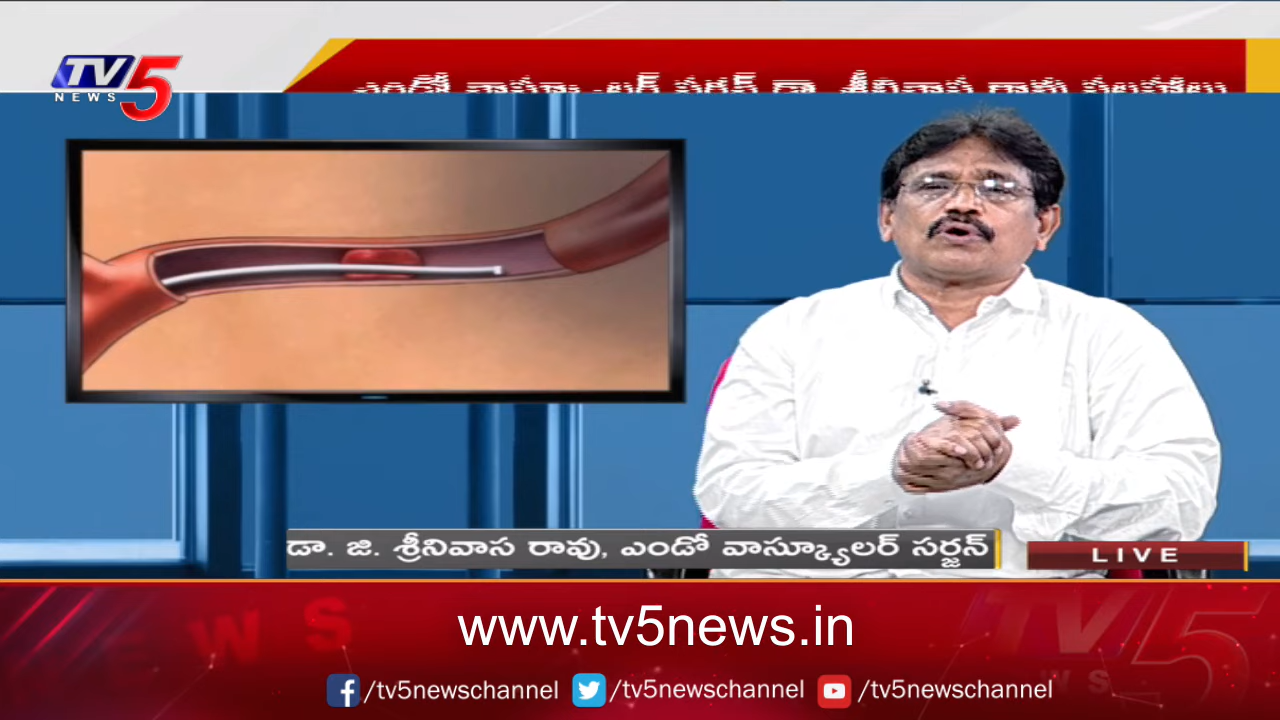 TV5
NEWS
డా. జి. శ్రీనివాస రావు, ఎండో వాస్క్యూలర్ సర్జన్
LIVE
www.tv5news.in
/tv5newschannel /tv5newschannel /tv5newschannel